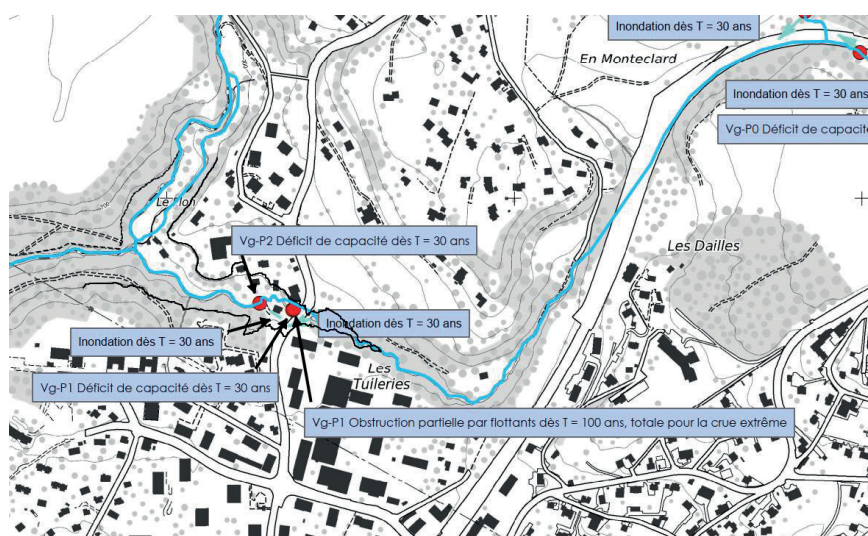 Inondation dès T = 30 ans
En Monteclard
Inondation dès T = 30 ans
Vg-P0 Déficit de capacité
700
Vg-P2 Déficit de capacité dès T = 30 ans
Les Dailles
Inondation dès T = 30 ans
Inondation dès T = 30 ans
Les
Tuileries
Vg-P1 Déficit de capacité dès T = 30 ans
Vg-P1 Obstruction partielle par flottants dès T = 100 ans, totale pour la crue extrême